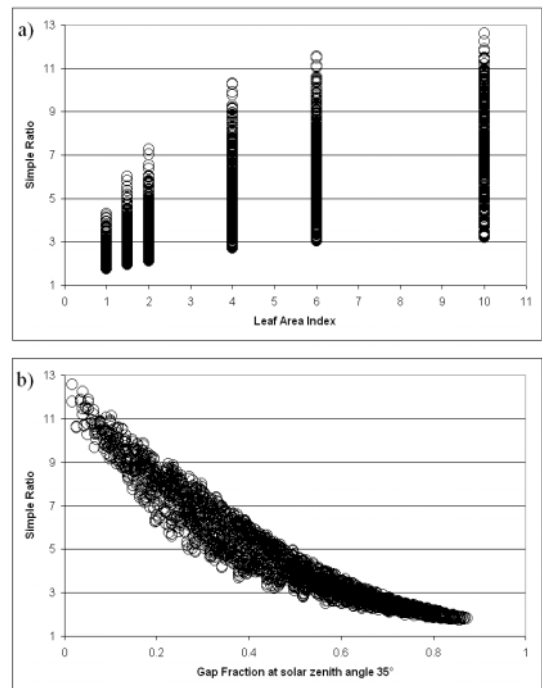 a)
13
11
9
7
5
3
1
Simple Ratio
0 1 2 3 4 5 6 7 8 9 10 11
Leaf Area Index
b)
13
11
9
7
5
3
1
Simple Ratio
0 0.2 0.4 0.6 0.8 1
Gap Fraction at solar zenith angle 35°